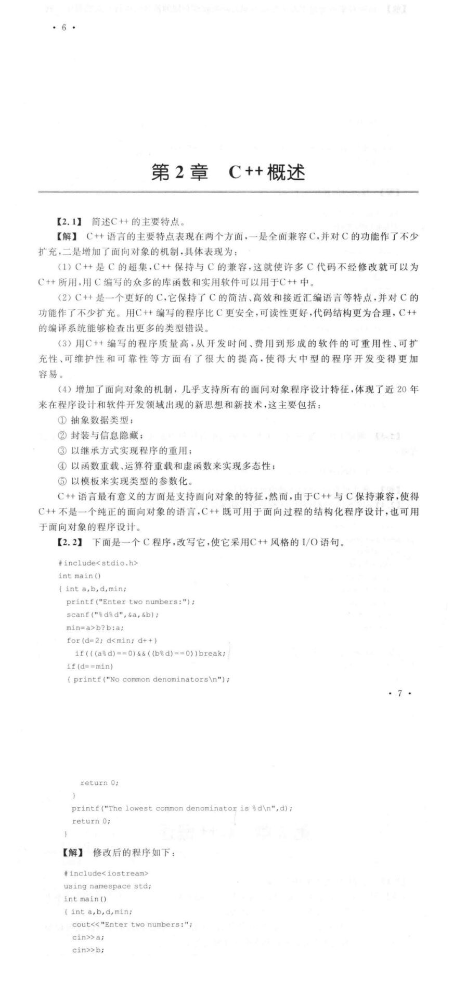 · 6 ·
第 2 章 C++概述
【2.1】 简述C++ 的主要特点。
【解】 C++ 语言的主要特点表现在两个方面,一是全面兼容 C,并对 C 的功能作了不少
扩充,二是增加了面向对象的机制,具体表现为:
(1) C++ 是 C 的超集,C++ 保持与 C 的兼容,这就使许多 C 代码不经修改就可以为
C++ 所用,用 C 编写的众多的库函数和实用软件可以用于C++ 中。
(2) C++ 是一个更好的 C,它保持了 C 的简洁、高效和接近汇编语言等特点,并对 C 的
功能作了不少扩充。用C++ 编写的程序比 C 更安全,可读性更好,代码结构更为合理, C++
的编译系统能够检查出更多的类型错误。
(3) 用C++ 编写的程序质量高,从开发时间、费用到形成的软件的可重用性、可扩
充性、可维护性和可靠性等方面有了很大的提高,使得大中型的程序开发变得更加
容易。
(4) 增加了面向对象的机制, 几乎支持所有的面问对象程序设计特征,体现了近 20 年
来在程序设计和软件开发领域出现的新思想和新技术,这主要包括:
① 抽象数据类型;
② 封装与信息隐藏;
③ 以继承方式实现程序的重用;
④ 以函数重载、运算符重载和虚函数来实现多态性;
⑤ 以模板来实现类型的参数化。
C++ 语言最有意义的方面是支持面向对象的特征,然而,由于C++ 与 C 保持兼容,使得
C++ 不是一个纯正的面向对象的语言,C++ 既可用于面向过程的结构化程序设计,也可用
于面向对象的程序设计。
【2.2】 下面是一个 C 程序,改写它,使它采用C++ 风格的 I/O 语句。
#include<stdio.h>
int main()
{ int a,b,d,min;
printf("Enter two numbers:");
scanf("%d%d",&a,&b);
min=a>b?b:a;
for(d=2; d<min; d++)
if(((a%d)==0)&&((b%d)==0))break;
if(d==min)
{ printf("No common denominators\n");
· 7 ·
return 0;
}
printf("The lowest common denominator is %d\n",d);
return 0;
}
【解】 修改后的程序如下:
#include<iostream>
using namespace std;
int main()
{ int a,b,d,min;
cout<<"Enter two numbers:";
cin>>a;
cin>>b;